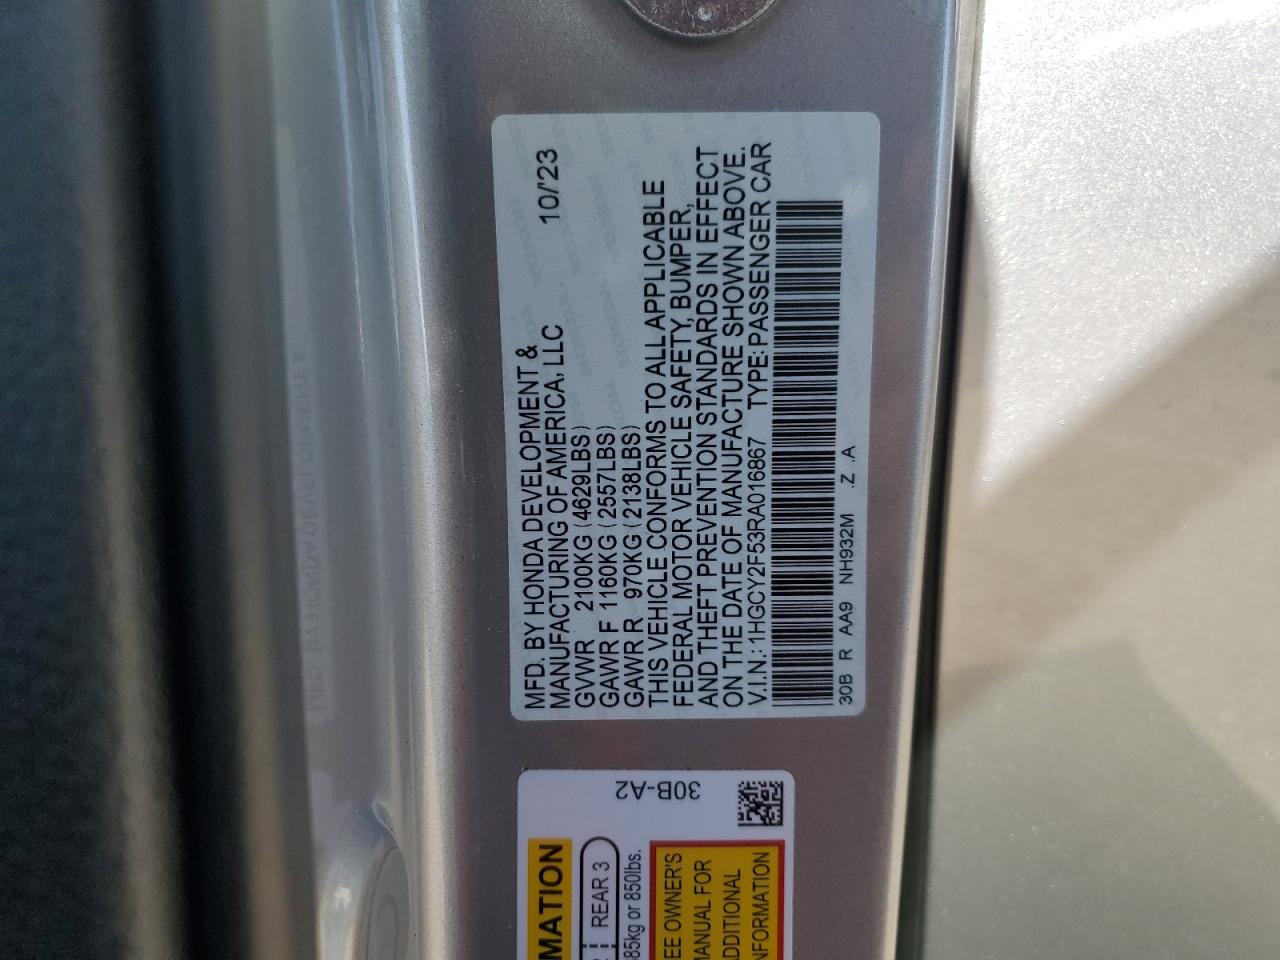 MFD. BY HONDA DEVELOPMENT &
MANUFACTURING OF AMERICA, LLC 10/'23
GVWR 2100KG (4629LBS)
GAWR F 1160KG (2557LBS)
GAWR R 970KG (2138LBS)
THIS VEHICLE CONFORMS TO ALL APPLICABLE
FEDERAL MOTOR VEHICLE SAFETY, BUMPER,
AND THEFT PREVENTION STANDARDS IN EFFECT
ON THE DATE OF MANUFACTURE SHOWN ABOVE.
V.I.N.: 1HGCY2F53RA016867 TYPE: PASSENGER CAR
30B R AA9 NH932M .Z .A
30B-A2
MATION
REAR 3
385kg or 850lbs.
EE OWNER'S
MANUAL FOR
ADDITIONAL
NFORMATION